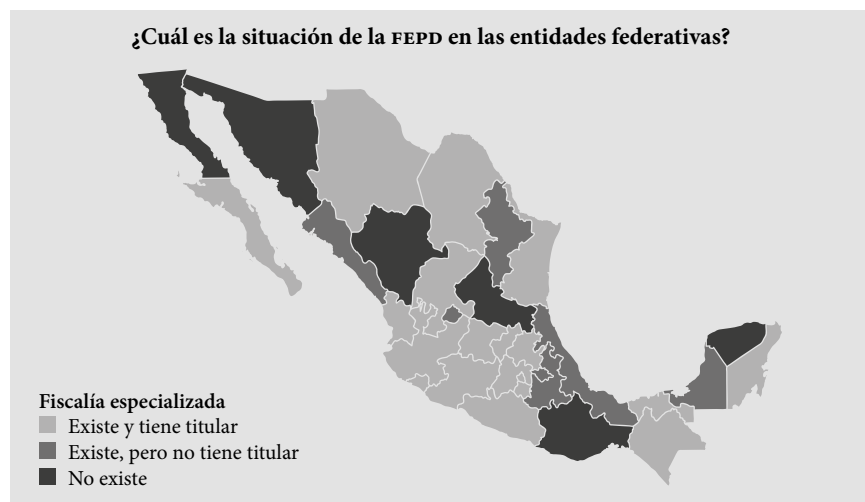 ¿Cuál es la situación de la FEPD en las entidades federativas?
Fiscalía especializada
Existe y tiene titular
Existe, pero no tiene titular
No existe